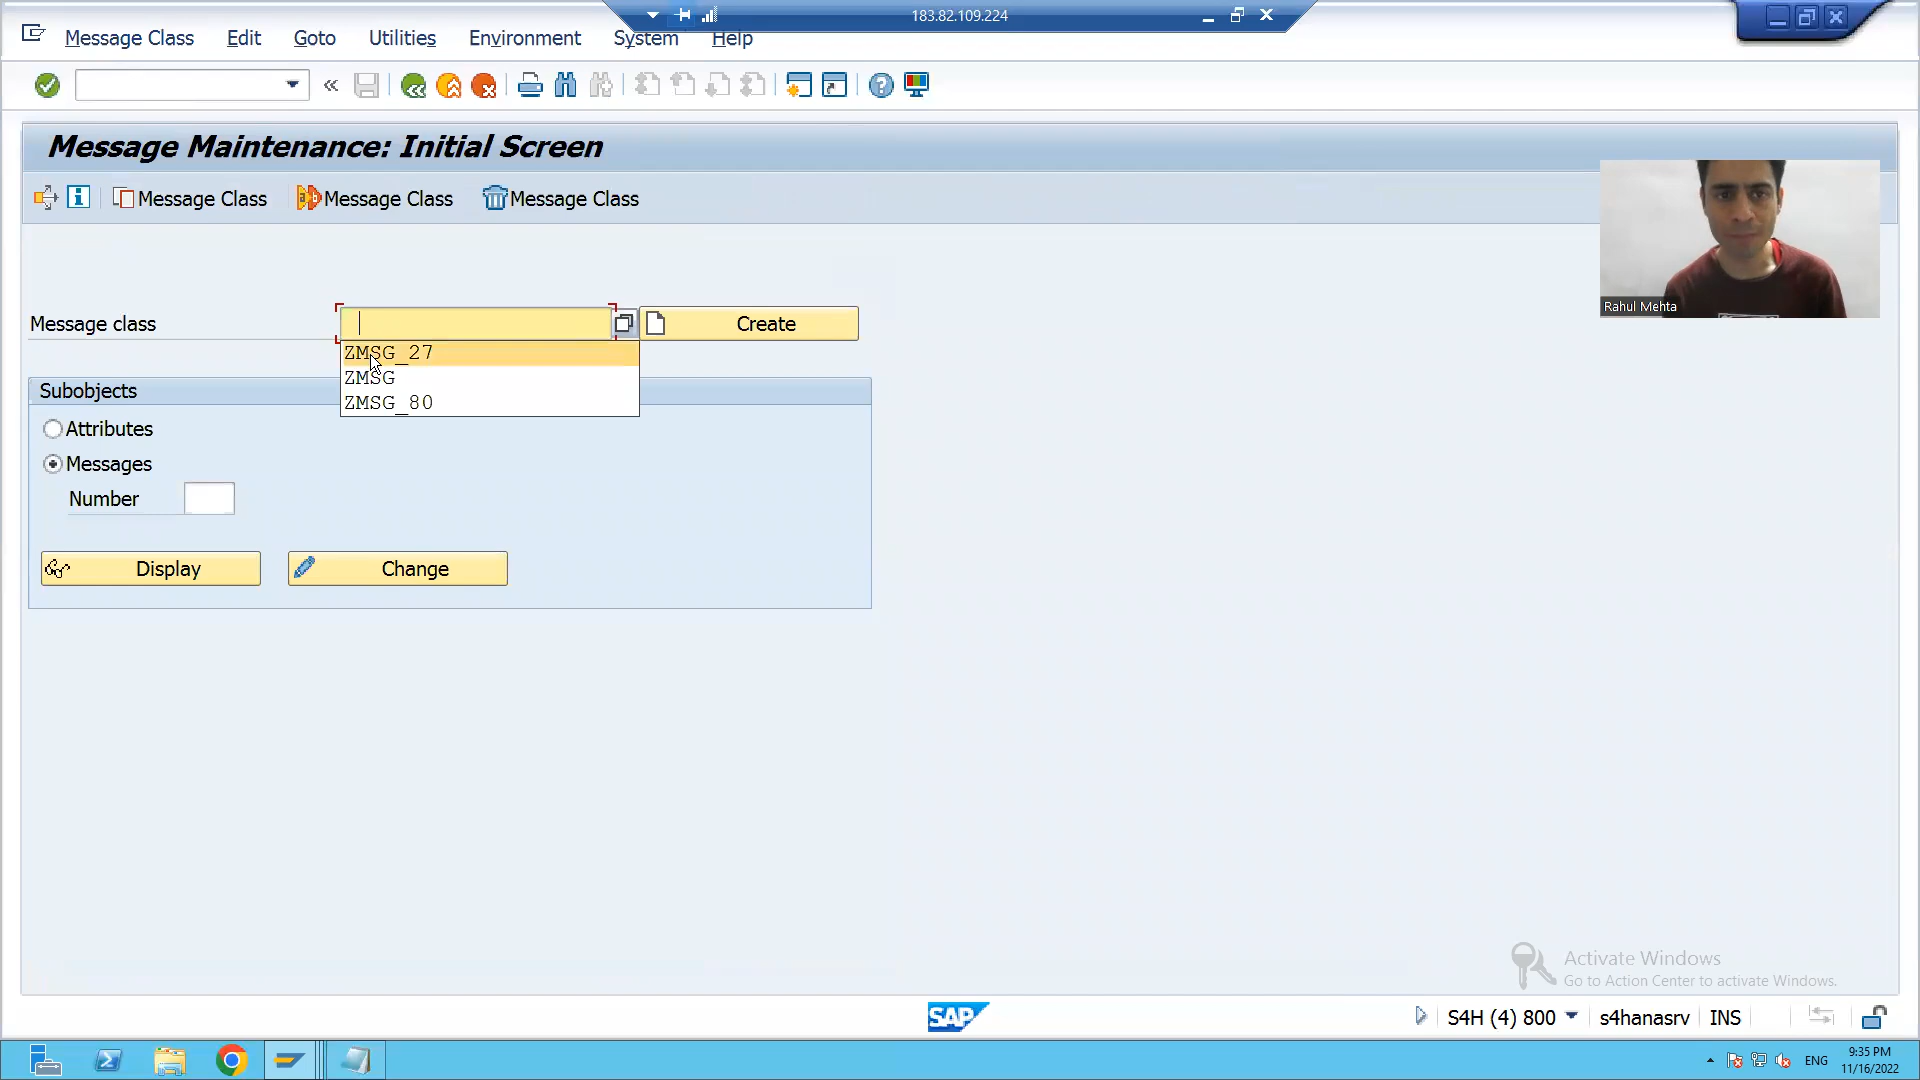 183.82.109.224
Message Class Edit Goto Utilities Environment System Help
Message Maintenance: Initial Screen
Message Class Message Class Message Class
Rahul Mehta
Message class Create
ZMSG_27
ZMSG
ZMSG_80
Subobjects
Attributes
Messages
Number
Display Change
Activate Windows
Go to Action Center to activate Windows.
SAP
S4H (4) 800 s4hanasrv INS
ENG
9:35 PM
11/16/2022